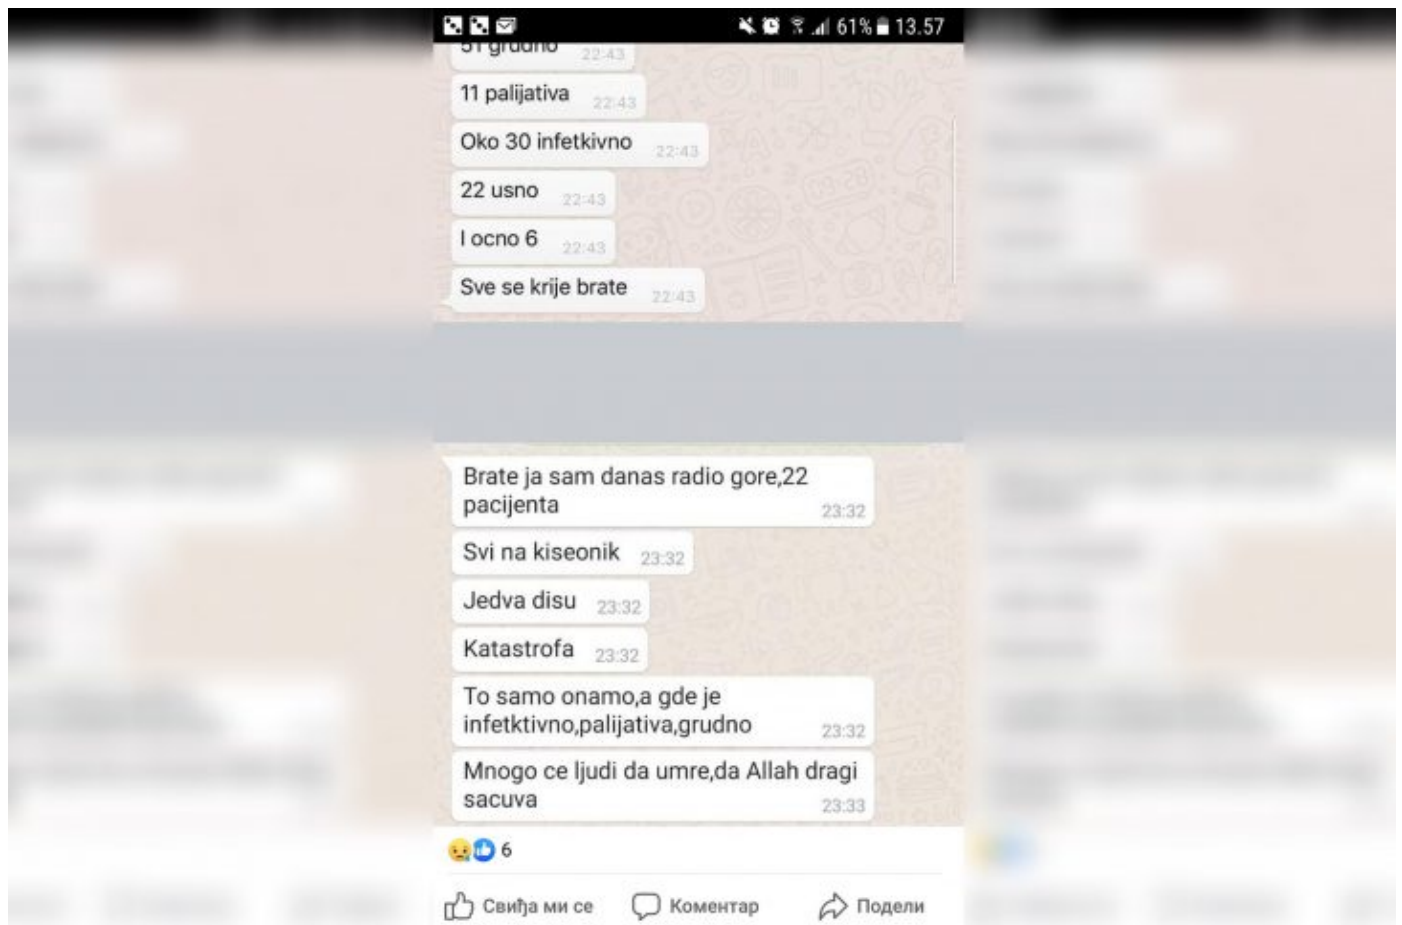 61% 13.57
51 grudno 22:43
11 palijativa 22:43
Oko 30 infetkivno 22:43
22 usno 22:43
I ocno 6 22:43
Sve se krije brate 22:43
Brate ja sam danas radio gore,22
pacijenta 23:32
Svi na kiseonik 23:32
Jedva disu 23:32
Katastrofa 23:32
To samo onamo,a gde je
infetktivno,palijativa,grudno 23:32
Mnogo ce ljudi da umre,da Allah dragi
sacuva 23:33
6
Свиђа ми се Коментар Подели